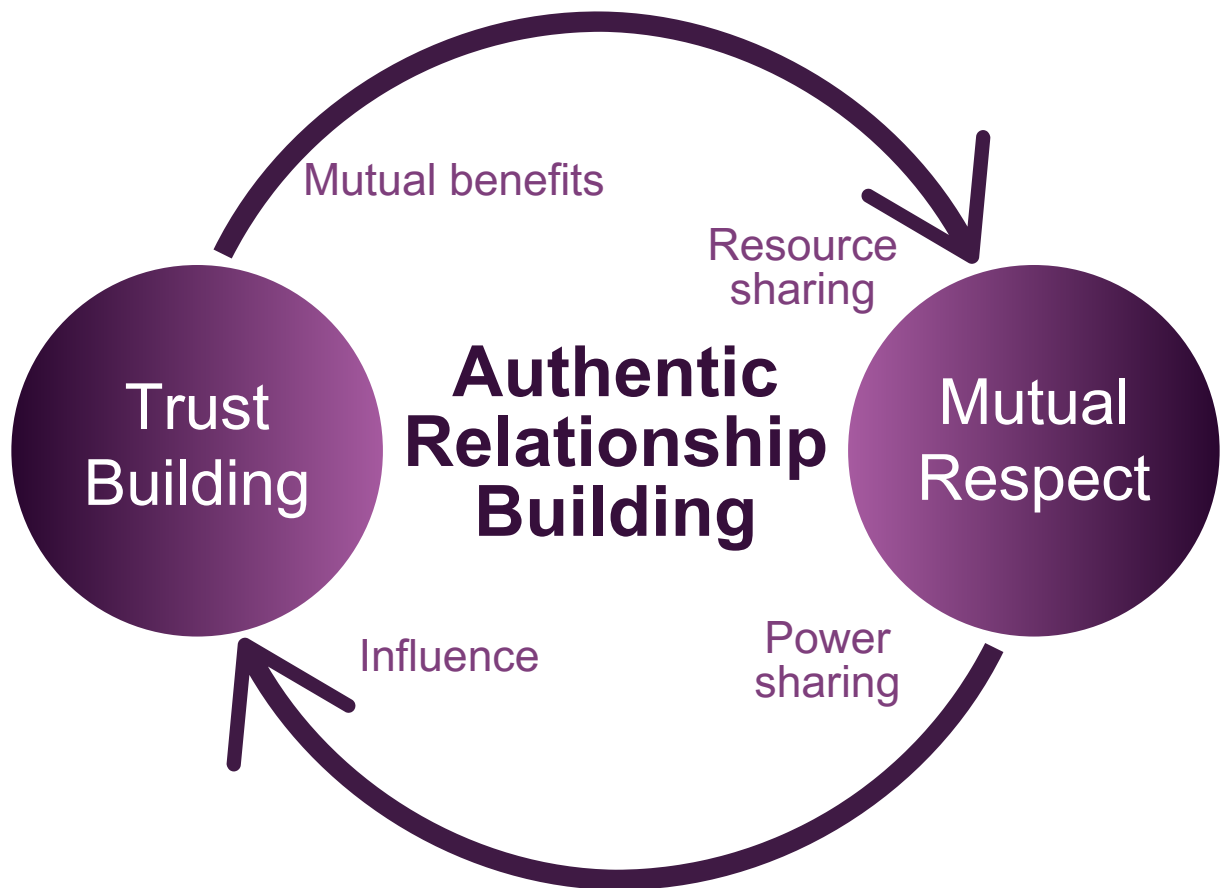 Mutual benefits
Resource
sharing
Trust
Building
Authentic
Relationship
Building
Mutual
Respect
Influence
Power
sharing